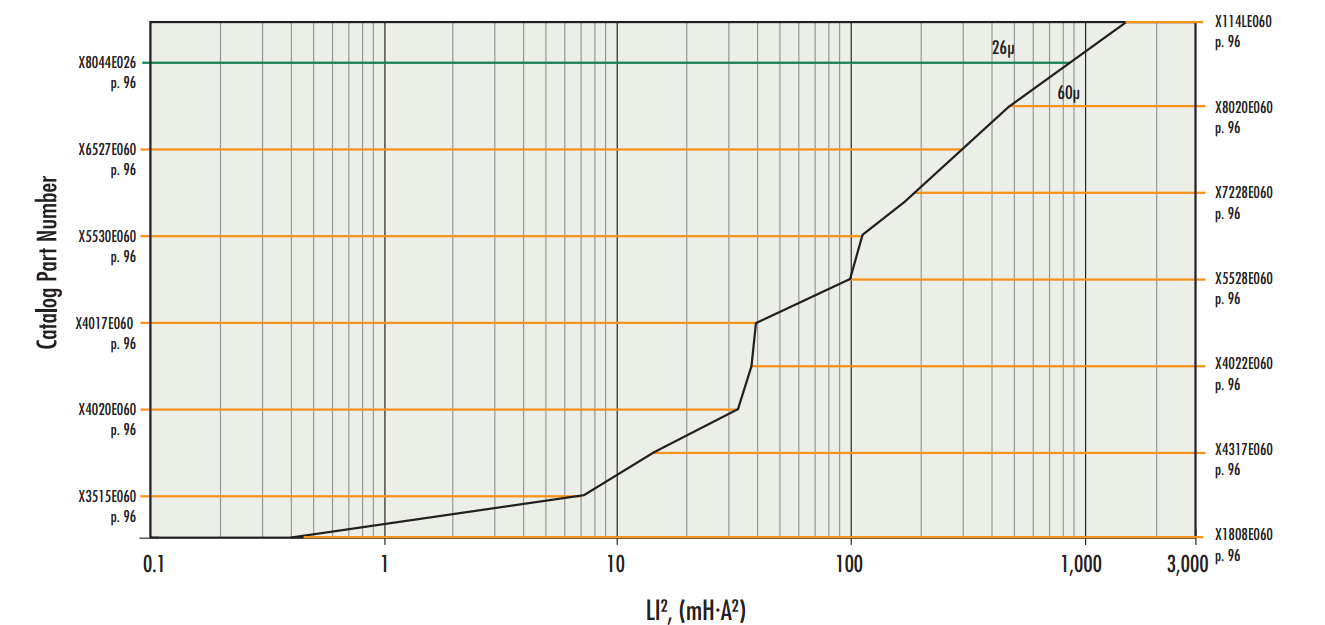 X114LE060
p. 96
26µ
X8044E026
p. 96
60µ
X8020E060
p. 96
X6527E060
p. 96
X7228E060
p. 96
X5530E060
p. 96
X5528E060
p. 96
X4017E060
p. 96
X4022E060
p. 96
X4020E060
p. 96
X4317E060
p. 96
X3515E060
p. 96
X1808E060
p. 96
Catalog Part Number
0.1 1 10 100 1,000 3,000
LI², (mH·A²)